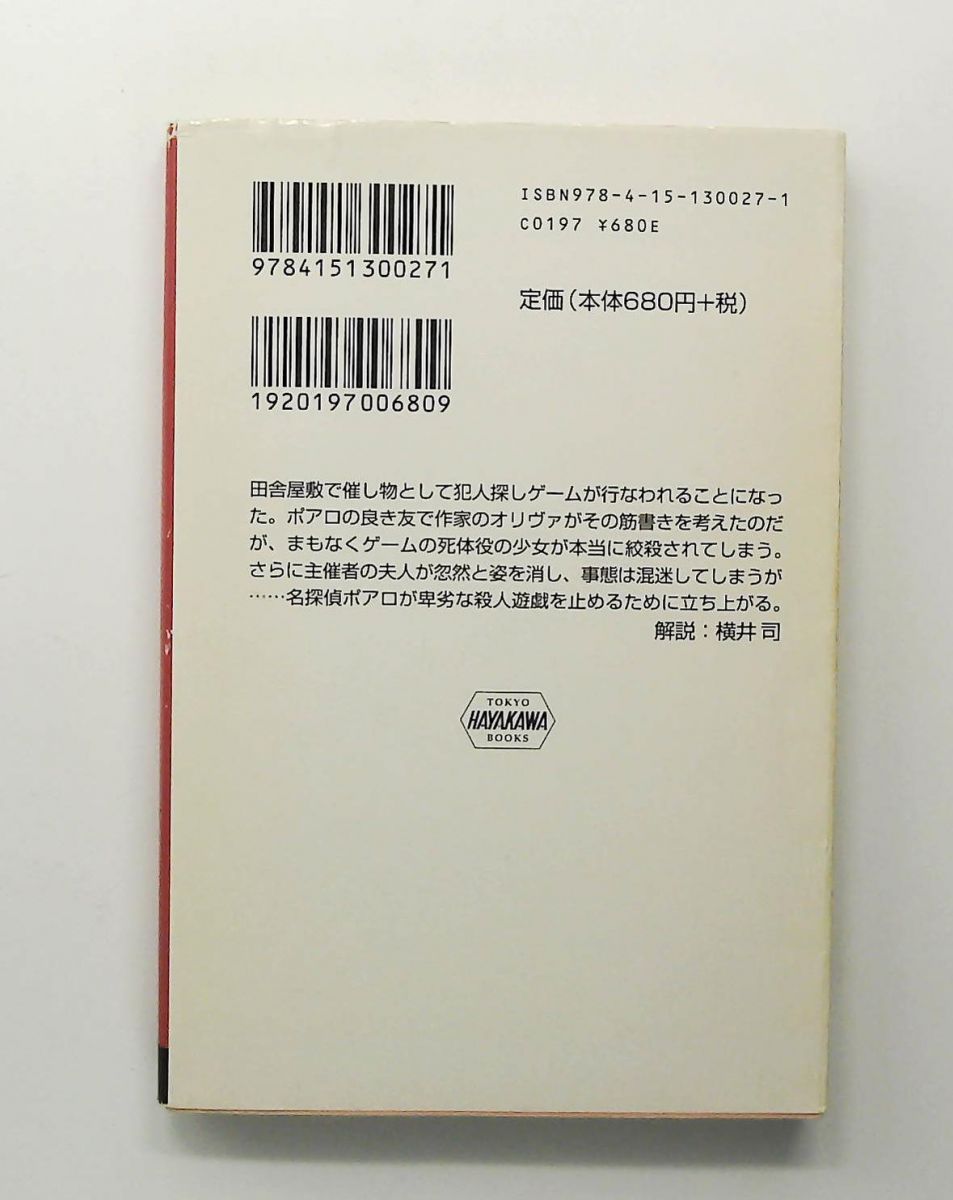 9784151300271
ISBN978-4-15-130027-1
C0197 ¥680E
定価(本体680円+税)
1920197006809
田舎屋敷で催し物として犯人探しゲームが行なわれることになっ
た。ポアロの良き友で作家のオリヴァがその筋書きを考えたのだ
が、まもなくゲームの死体役の少女が本当に絞殺されてしまう。
さらに主催者の夫人が忽然と姿を消し、事態は混迷してしまうが
……名探偵ポアロが卑劣な殺人遊戯を止めるために立ち上がる。
解説:横井 司
TOKYO
HAYAKAWA
BOOKS